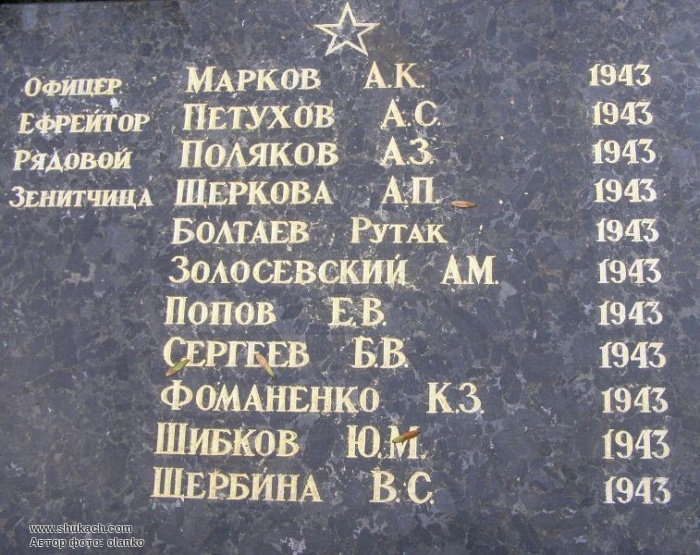 Офицер Марков А.К. 1943
Ефрейтор Петухов А.С. 1943
Рядовой Поляков А.З. 1943
Зенитчица Щеркова А.П. 1943
Болтаев Рутак 1943
Золосевский А.М. 1943
Попов Е.В. 1943
Сергеев Б.В. 1943
Фоманенко К.З. 1943
Шибков Ю.М. 1943
Щербина В.С. 1943
www.shukach.com
Автор фото: olanko